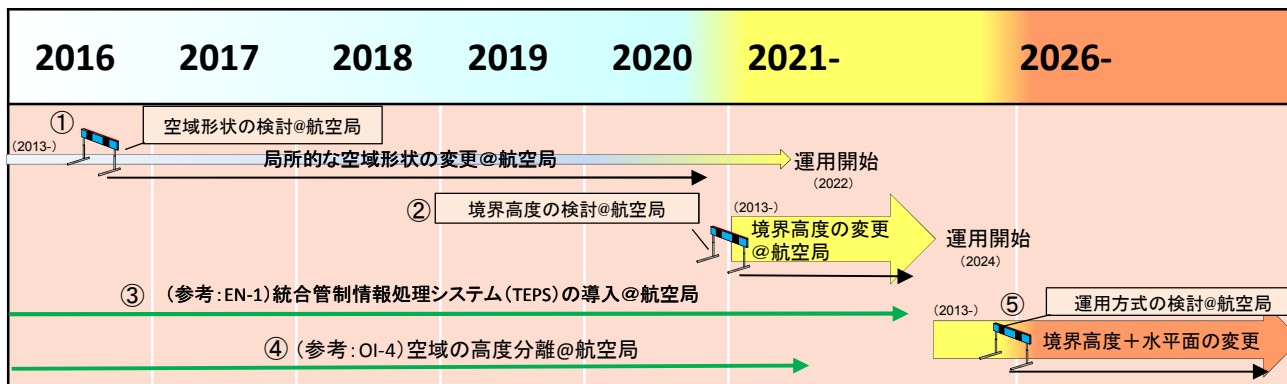 2016 2017 2018 2019 2020 2021- 2026-
① 空域形状の検討@航空局
(2013-)
局所的な空域形状の変更@航空局
運用開始
(2022)
② 境界高度の検討@航空局
(2013-)
境界高度の変更
@航空局
運用開始
(2024)
③ (参考:EN-1)統合管制情報処理システム(TEPS)の導入@航空局
⑤ 運用方式の検討@航空局
(2013-)
境界高度+水平面の変更
④ (参考:OI-4)空域の高度分離@航空局